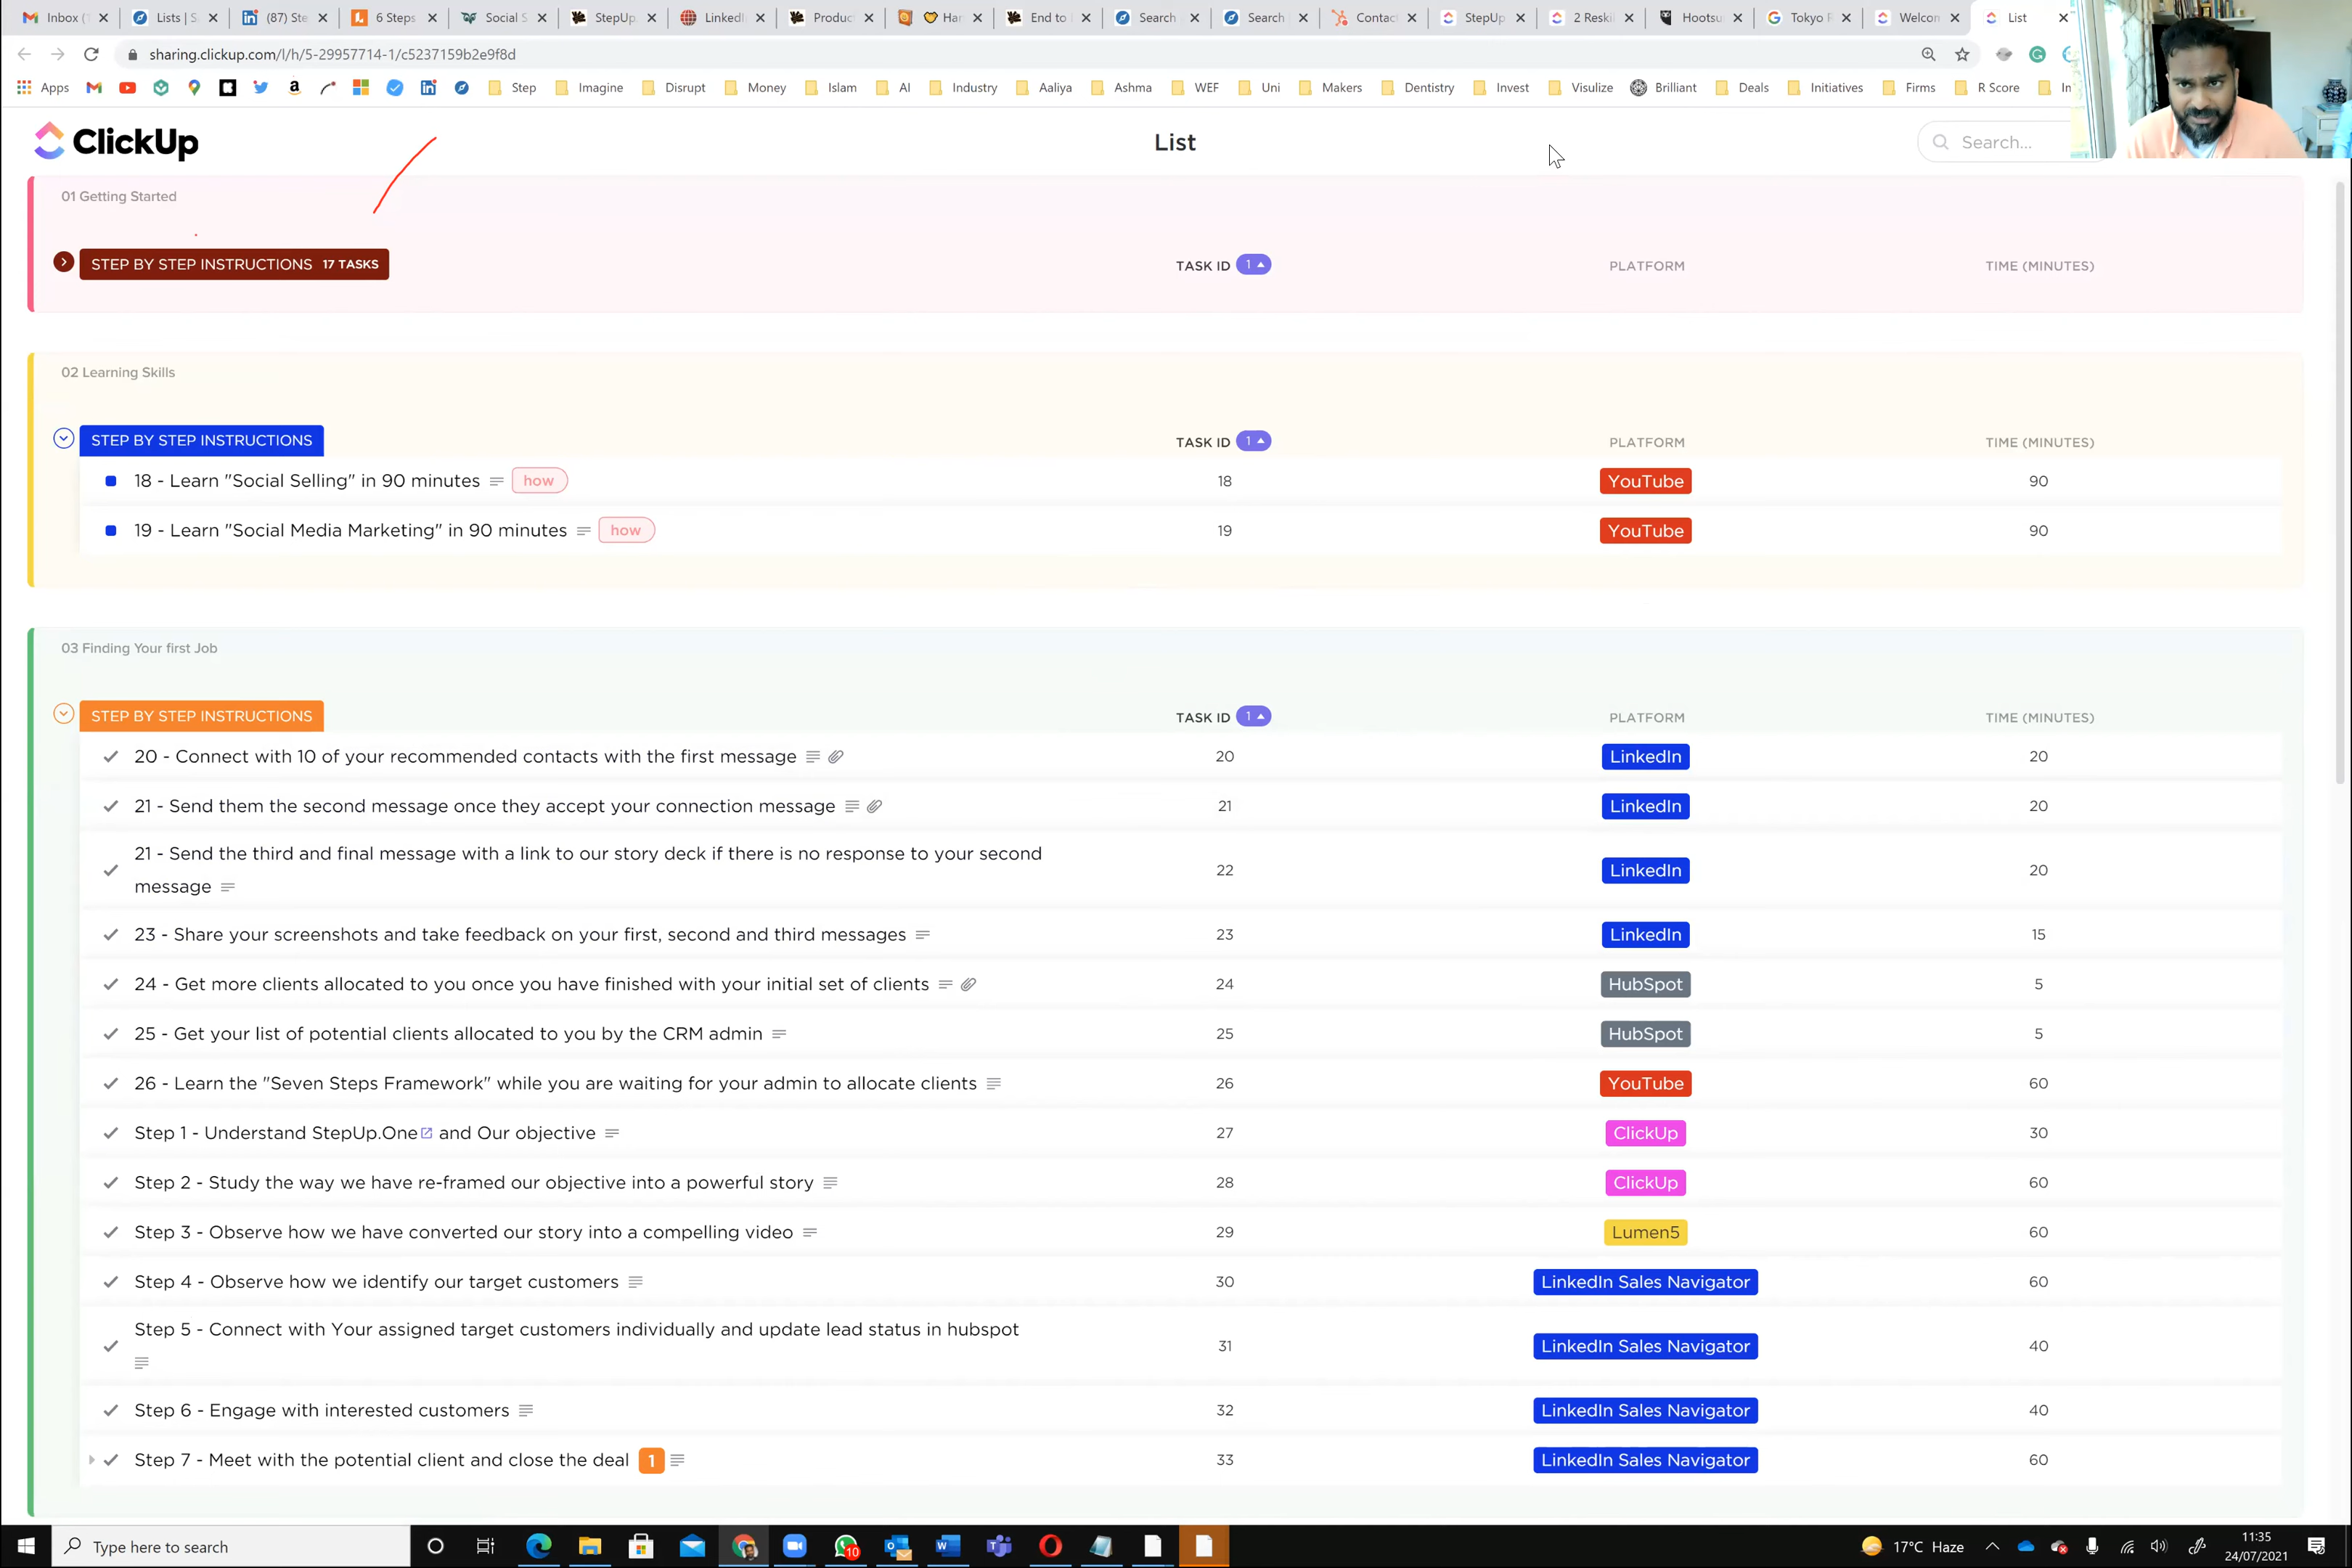 Inbox (1
Lists | S
(87) Ste
6 Steps
Social S
StepUp.
LinkedI
Produc
Har
End to
Search
Search
Contac
StepUp
2 Reski
Hootsu
Tokyo
Welcon
List
sharing.clickup.com/l/h/5-29957714-1/c5237159b2e9f8d
Apps
Step
Imagine
Disrupt
Money
Islam
AI
Industry
Aaliya
Ashma
WEF
Uni
Makers
Dentistry
Invest
Visulize
Brilliant
Deals
Initiatives
Firms
R Score
ClickUp
List
Search...
01 Getting Started
STEP BY STEP INSTRUCTIONS 17 TASKS TASK ID 1 PLATFORM TIME (MINUTES)
02 Learning Skills
STEP BY STEP INSTRUCTIONS TASK ID 1 PLATFORM TIME (MINUTES)
18 - Learn "Social Selling" in 90 minutes how 18 YouTube 90
19 - Learn "Social Media Marketing" in 90 minutes how 19 YouTube 90
03 Finding Your first Job
STEP BY STEP INSTRUCTIONS TASK ID 1 PLATFORM TIME (MINUTES)
20 - Connect with 10 of your recommended contacts with the first message 20 LinkedIn 20
21 - Send them the second message once they accept your connection message 21 LinkedIn 20
21 - Send the third and final message with a link to our story deck if there is no response to your second
message 22 LinkedIn 20
23 - Share your screenshots and take feedback on your first, second and third messages 23 LinkedIn 15
24 - Get more clients allocated to you once you have finished with your initial set of clients 24 HubSpot 5
25 - Get your list of potential clients allocated to you by the CRM admin 25 HubSpot 5
26 - Learn the "Seven Steps Framework" while you are waiting for your admin to allocate clients 26 YouTube 60
Step 1 - Understand StepUp.One and Our objective 27 ClickUp 30
Step 2 - Study the way we have re-framed our objective into a powerful story 28 ClickUp 60
Step 3 - Observe how we have converted our story into a compelling video 29 Lumen5 60
Step 4 - Observe how we identify our target customers 30 LinkedIn Sales Navigator 60
Step 5 - Connect with Your assigned target customers individually and update lead status in hubspot 31 LinkedIn Sales Navigator 40
Step 6 - Engage with interested customers 32 LinkedIn Sales Navigator 40
Step 7 - Meet with the potential client and close the deal 1 33 LinkedIn Sales Navigator 60
Type here to search
10
17°C Haze
11:35
24/07/2021